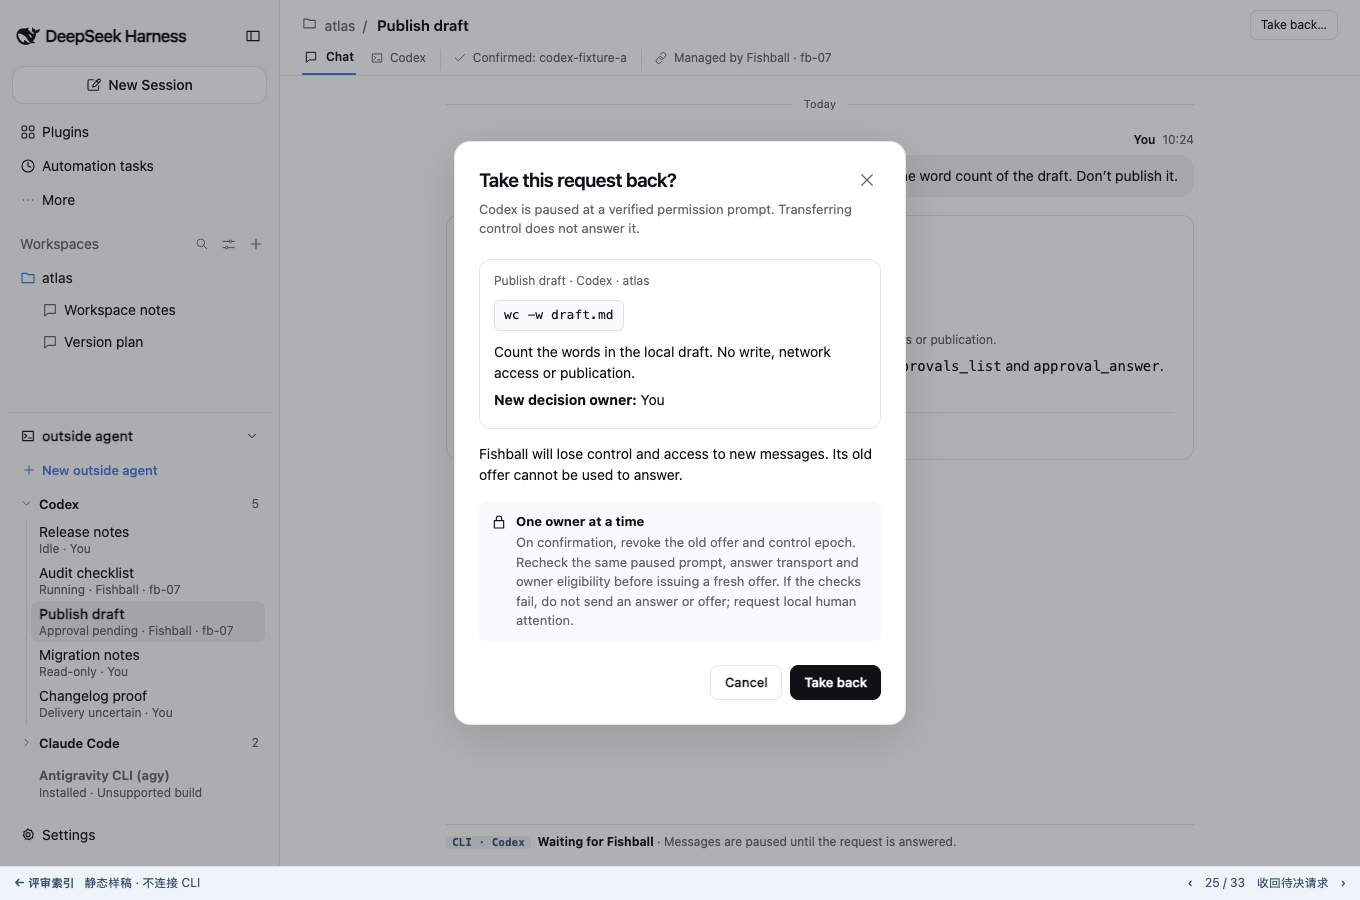 DeepSeek Harness
New Session
Plugins
Automation tasks
More
Workspaces
atlas
Workspace notes
Version plan
outside agent
New outside agent
Codex 5
Release notes
Idle · You
Audit checklist
Running · Fishball · fb-07
Publish draft
Approval pending · Fishball · fb-07
Migration notes
Read-only · You
Changelog proof
Delivery uncertain · You
Claude Code 2
Antigravity CLI (agy)
Installed · Unsupported build
Settings
atlas / Publish draft
Take back...
Chat
Codex
Confirmed: codex-fixture-a
Managed by Fishball · fb-07
Today
You 10:24
word count of the draft. Don’t publish it.
or publication.
and approval_answer.
Take this request back?
Codex is paused at a verified permission prompt. Transferring
control does not answer it.
Publish draft · Codex · atlas
wc -w draft.md
Count the words in the local draft. No write, network
access or publication.
New decision owner: You
Fishball will lose control and access to new messages. Its old
offer cannot be used to answer.
One owner at a time
On confirmation, revoke the old offer and control epoch.
Recheck the same paused prompt, answer transport and
owner eligibility before issuing a fresh offer. If the checks
fail, do not send an answer or offer; request local human
attention.
Cancel
Take back
CLI · Codex Waiting for Fishball · Messages are paused until the request is answered.
← 评审索引 静态样稿 · 不连接 CLI
‹ 25 / 33 收回待决请求 ›